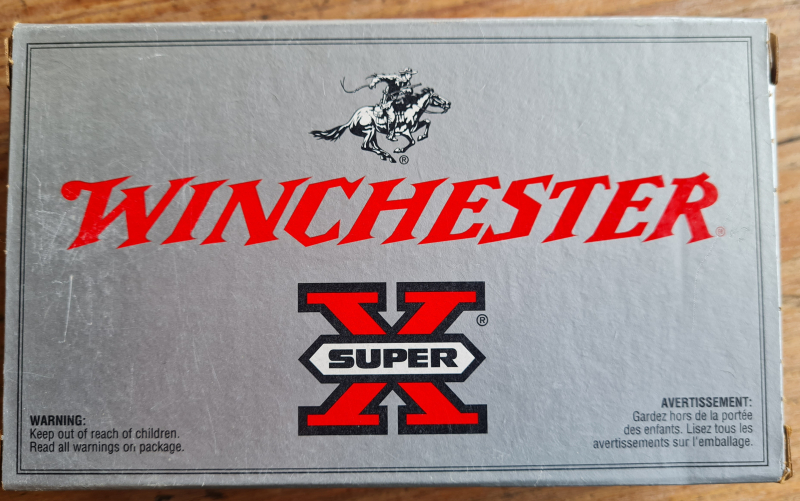 ®
WINCHESTER®
X®
SUPER
WARNING:
Keep out of reach of children.
Read all warnings on package.
AVERTISSEMENT:
Gardez hors de la portée
des enfants. Lisez tous les
avertissements sur l'emballage.